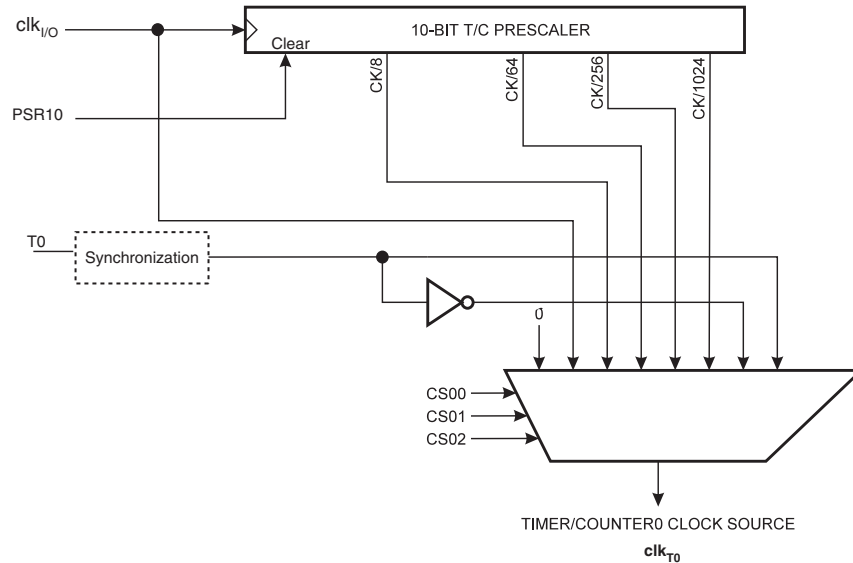 clkI/O
10-BIT T/C PRESCALER
Clear
CK/8
CK/64
CK/256
CK/1024
PSR10
T0
Synchronization
0
CS00
CS01
CS02
TIMER/COUNTER0 CLOCK SOURCE
clkT0